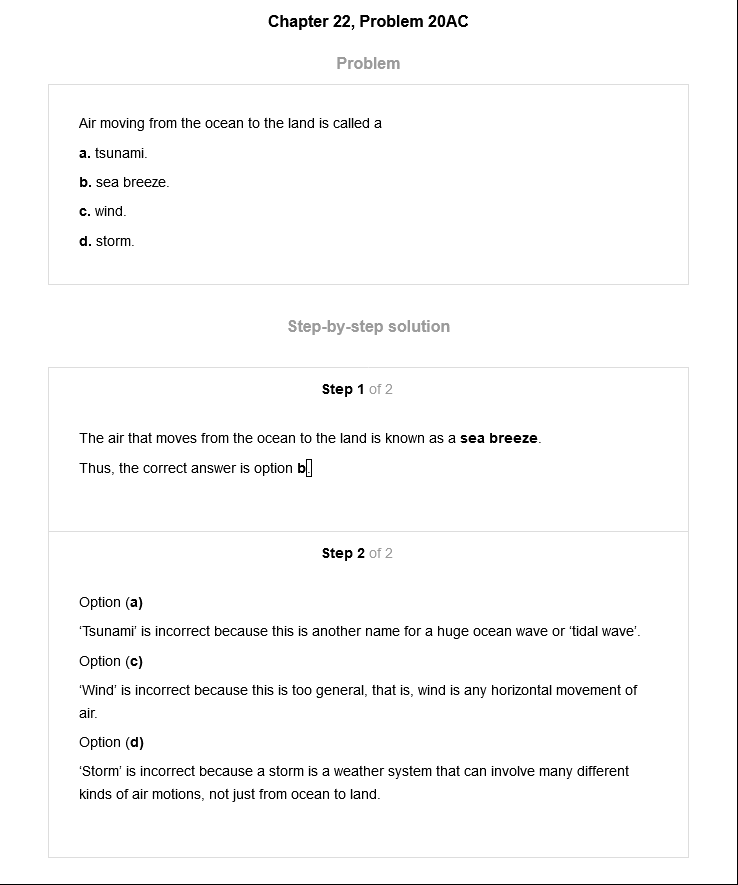 Chapter 22, Problem 20AC
Problem
Air moving from the ocean to the land is called a
a. tsunami.
b. sea breeze.
c. wind.
d. storm.
Step-by-step solution
Step 1 of 2
The air that moves from the ocean to the land is known as a sea breeze.
Thus, the correct answer is option b.
Step 2 of 2
Option (a)
‘Tsunami’ is incorrect because this is another name for a huge ocean wave or ‘tidal wave’.
Option (c)
‘Wind’ is incorrect because this is too general, that is, wind is any horizontal movement of
air.
Option (d)
‘Storm’ is incorrect because a storm is a weather system that can involve many different
kinds of air motions, not just from ocean to land.